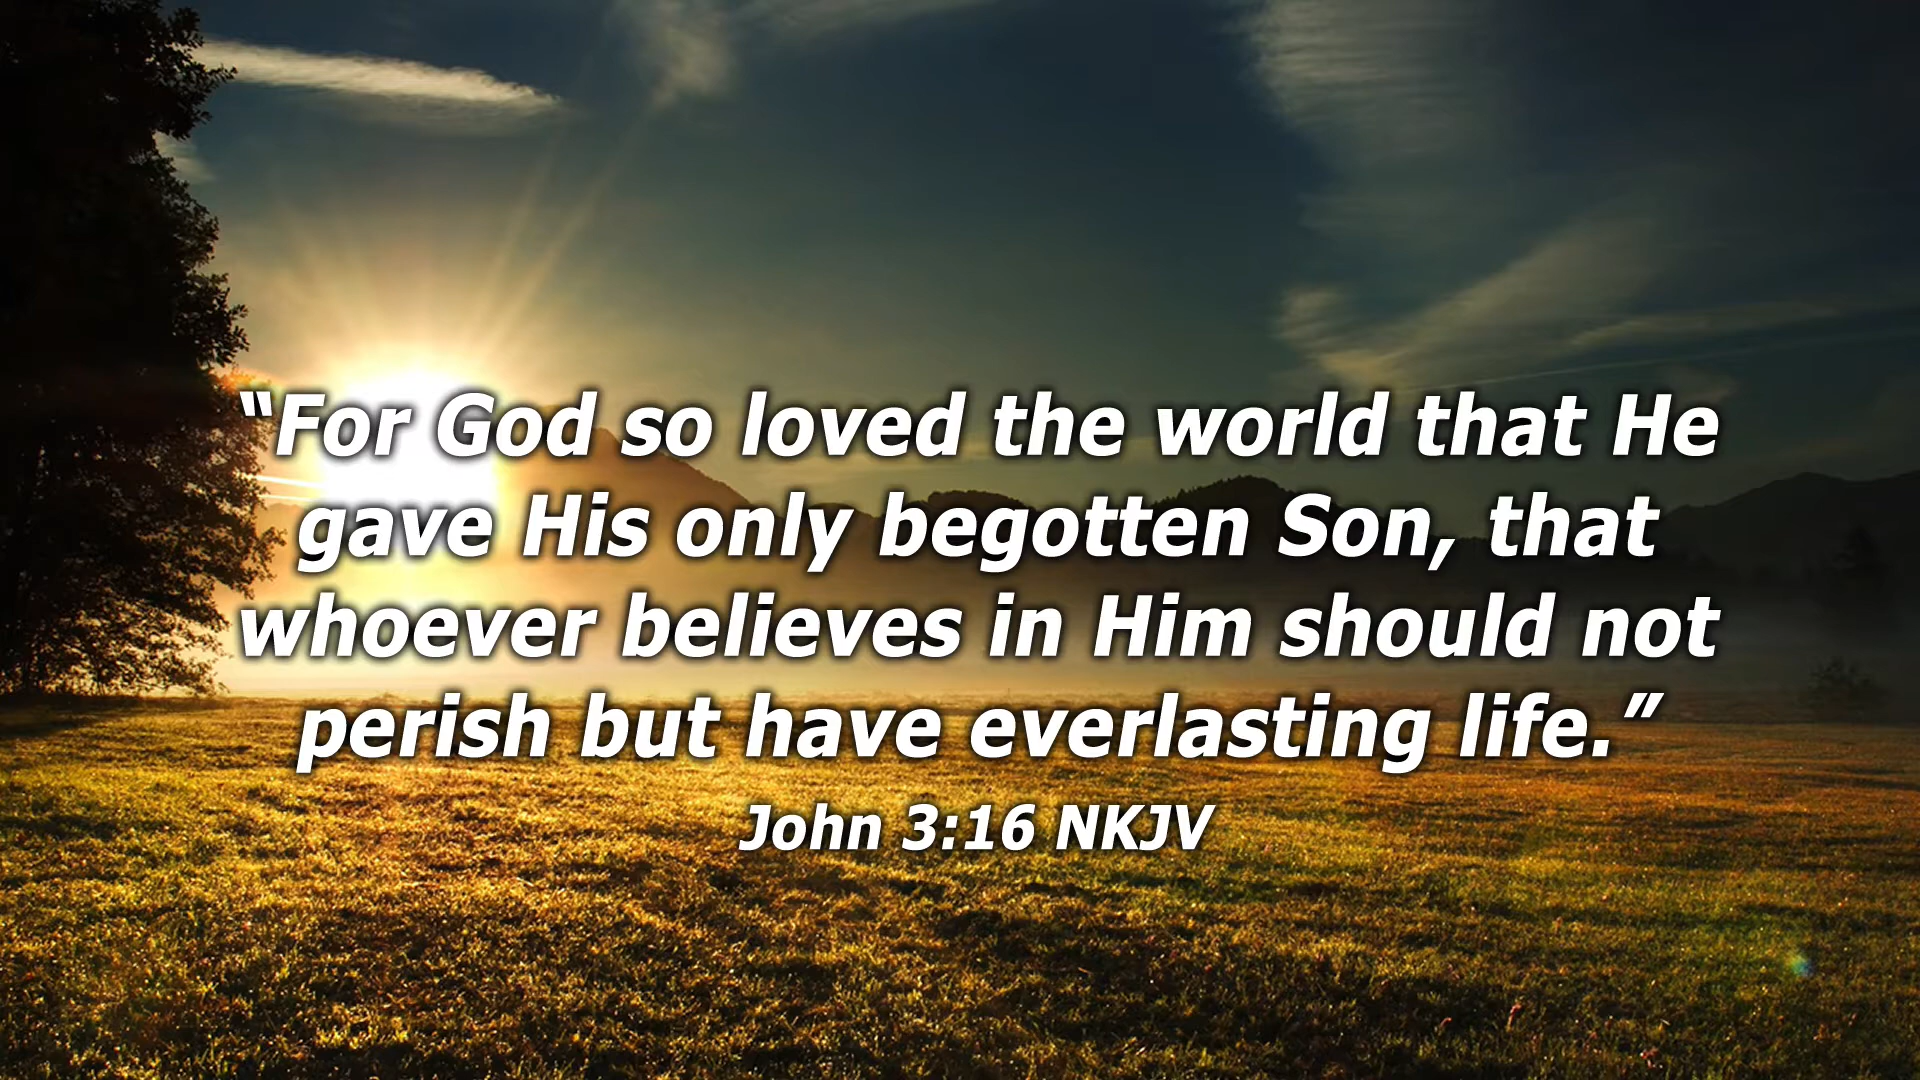 “For God so loved the world that He
gave His only begotten Son, that
whoever believes in Him should not
perish but have everlasting life.”
John 3:16 NKJV